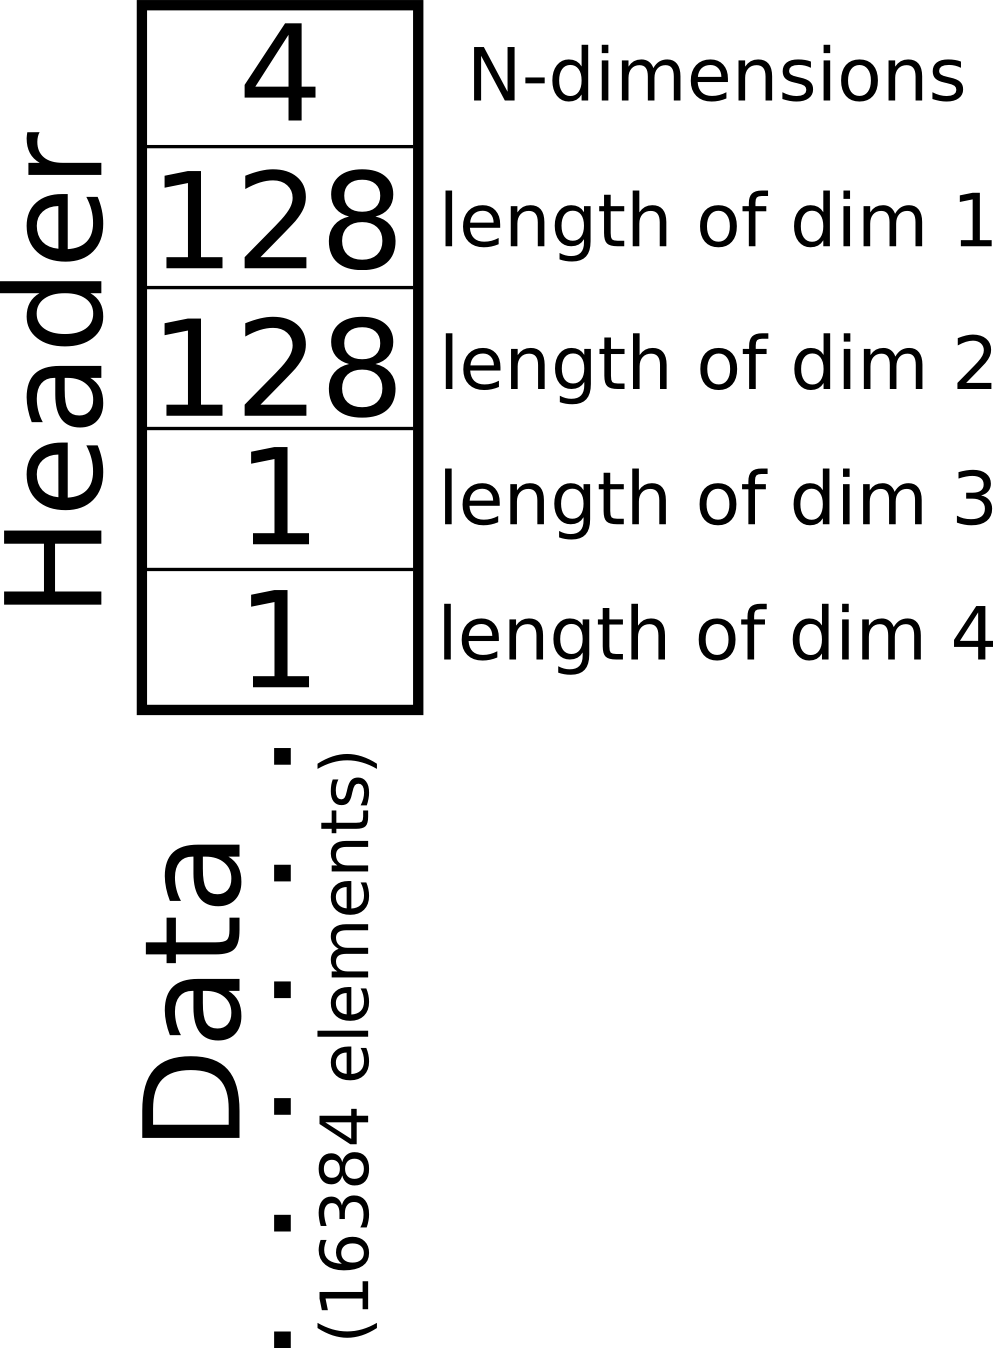 Header
4 N-dimensions
128 length of dim 1
128 length of dim 2
1 length of dim 3
1 length of dim 4
Data
(16384 elements)